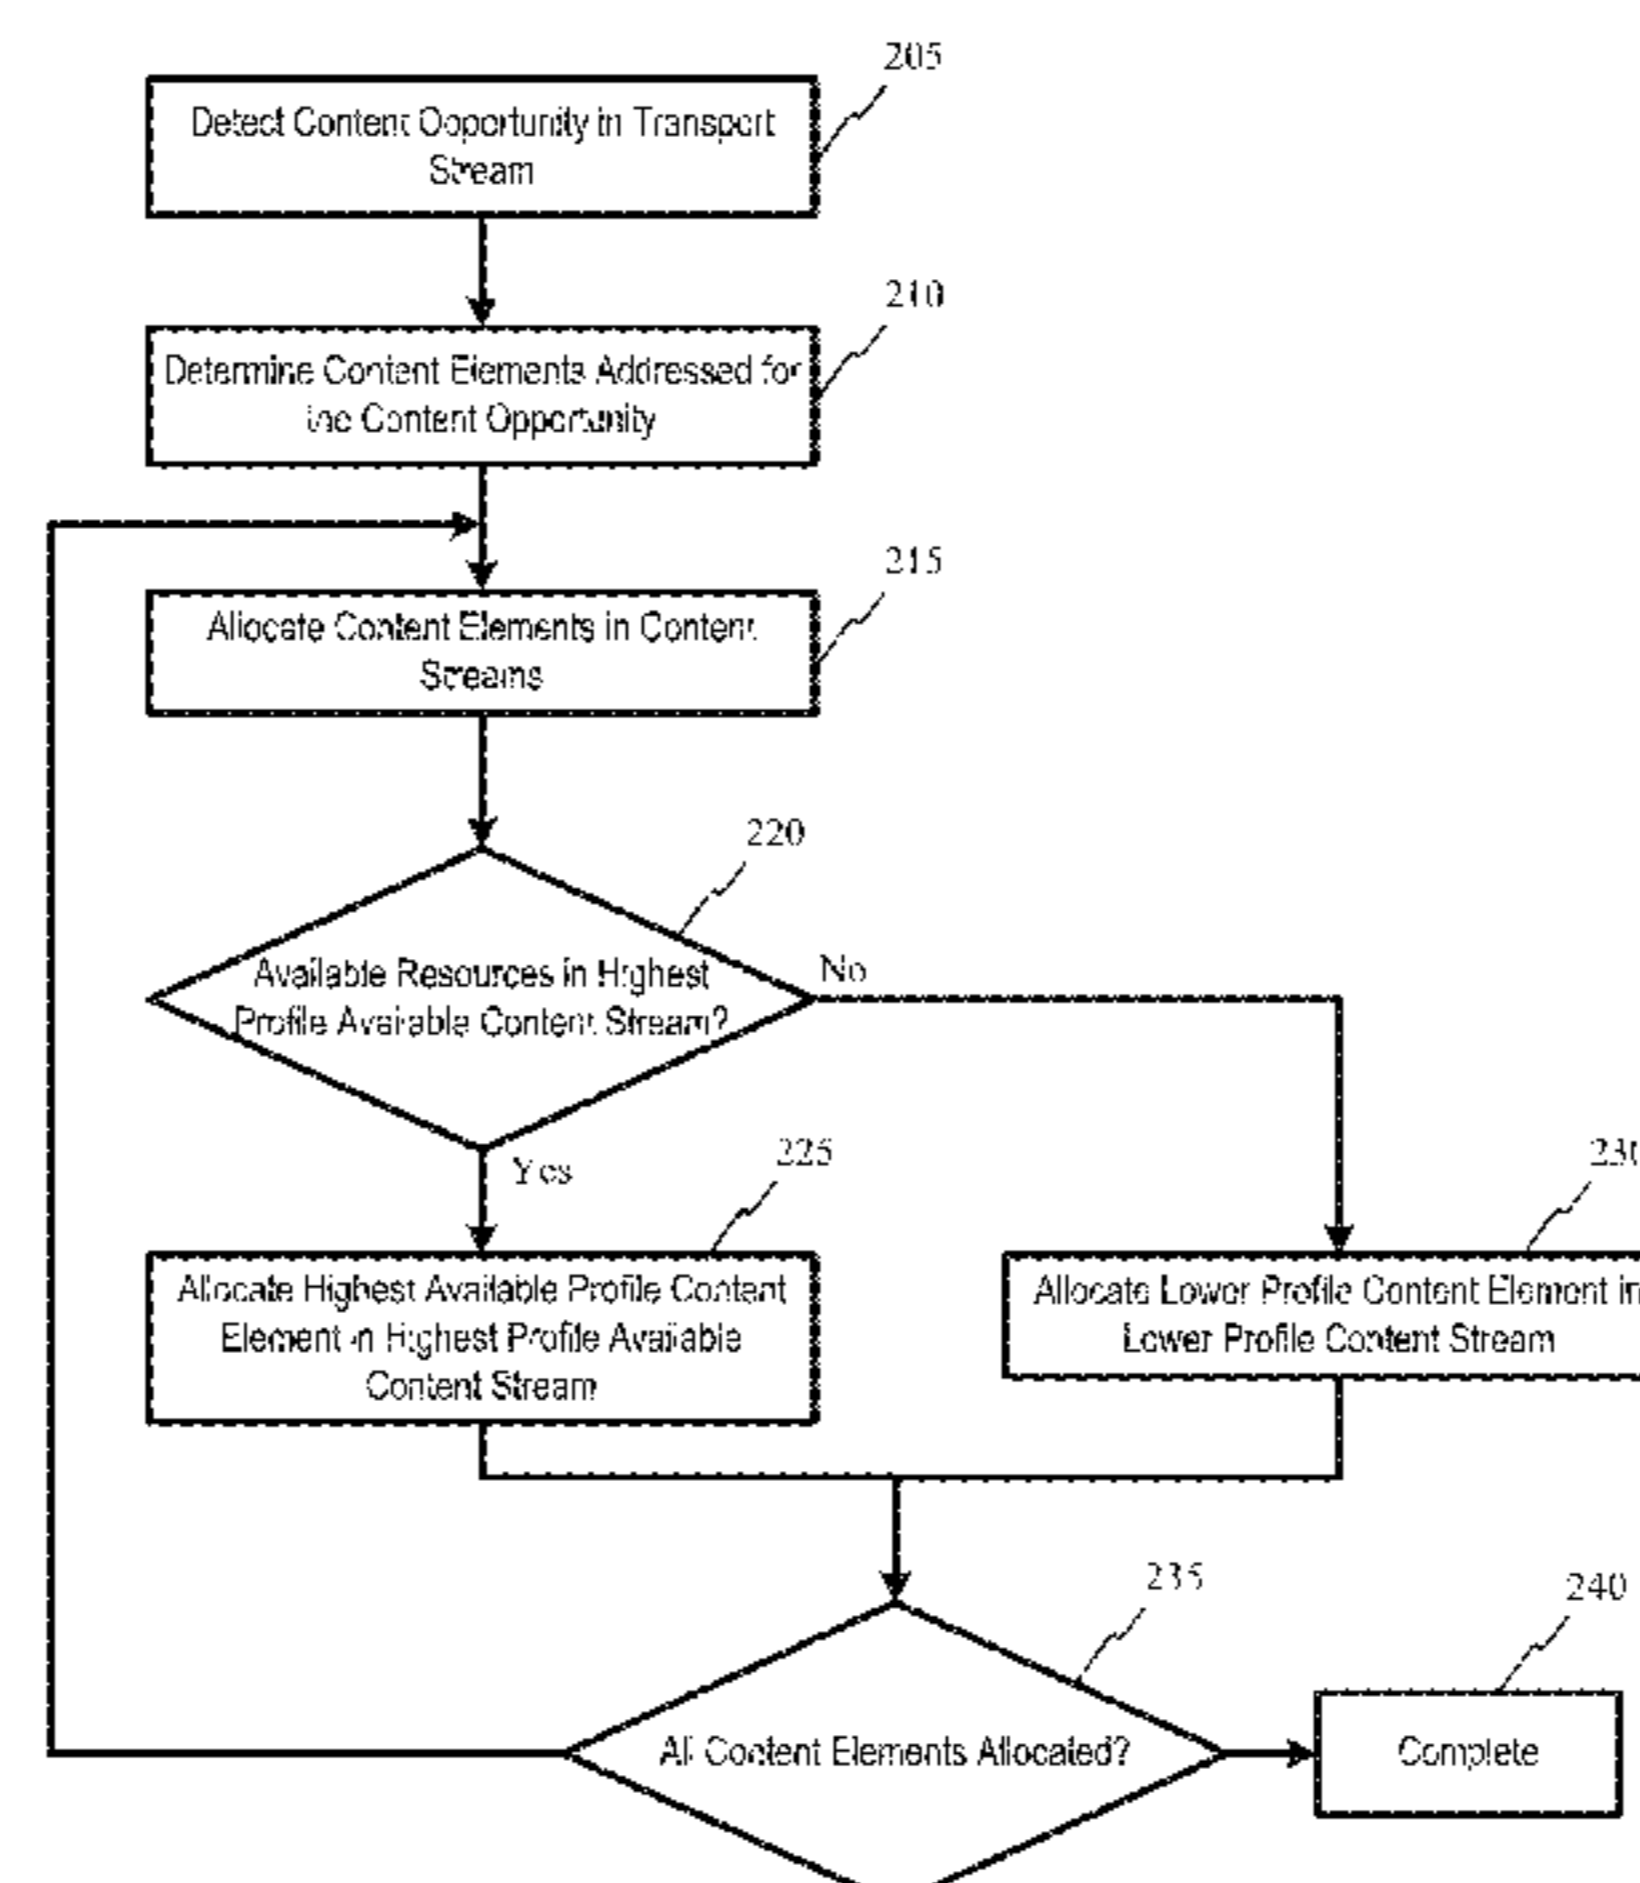 205
Detect Content Opportunity in Transport
Stream
210
Determine Content Elements Addressed for
the Content Opportunity
215
Allocate Content Elements in Content
Streams
220
Available Resources in Highest
Profile Available Content Stream?
No
Yes
225
230
Allocate Highest Available Profile Content
Element in Highest Profile Available
Content Stream
Allocate Lower Profile Content Element in
Lower Profile Content Stream
235
240
All Content Elements Allocated?
Complete